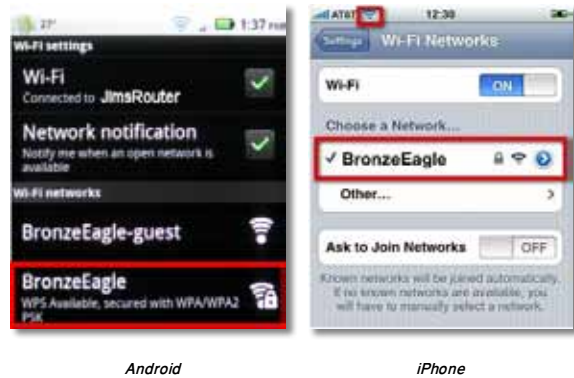 27°
1:37 PM
Wi-Fi settings
Wi-Fi
Connected to JimsRouter
Network notification
Notify me when an open network is
available
Wi-Fi networks
BronzeEagle-guest
BronzeEagle
WPS Available, secured with WPA/WPA2
PSK
Android
AT&T
12:30
Settings
Wi-Fi Networks
Wi-Fi
ON
Choose a Network...
BronzeEagle
Other...
Ask to Join Networks
OFF
Known networks will be joined automatically.
If no known networks are available, you
will have to manually select a network.
iPhone